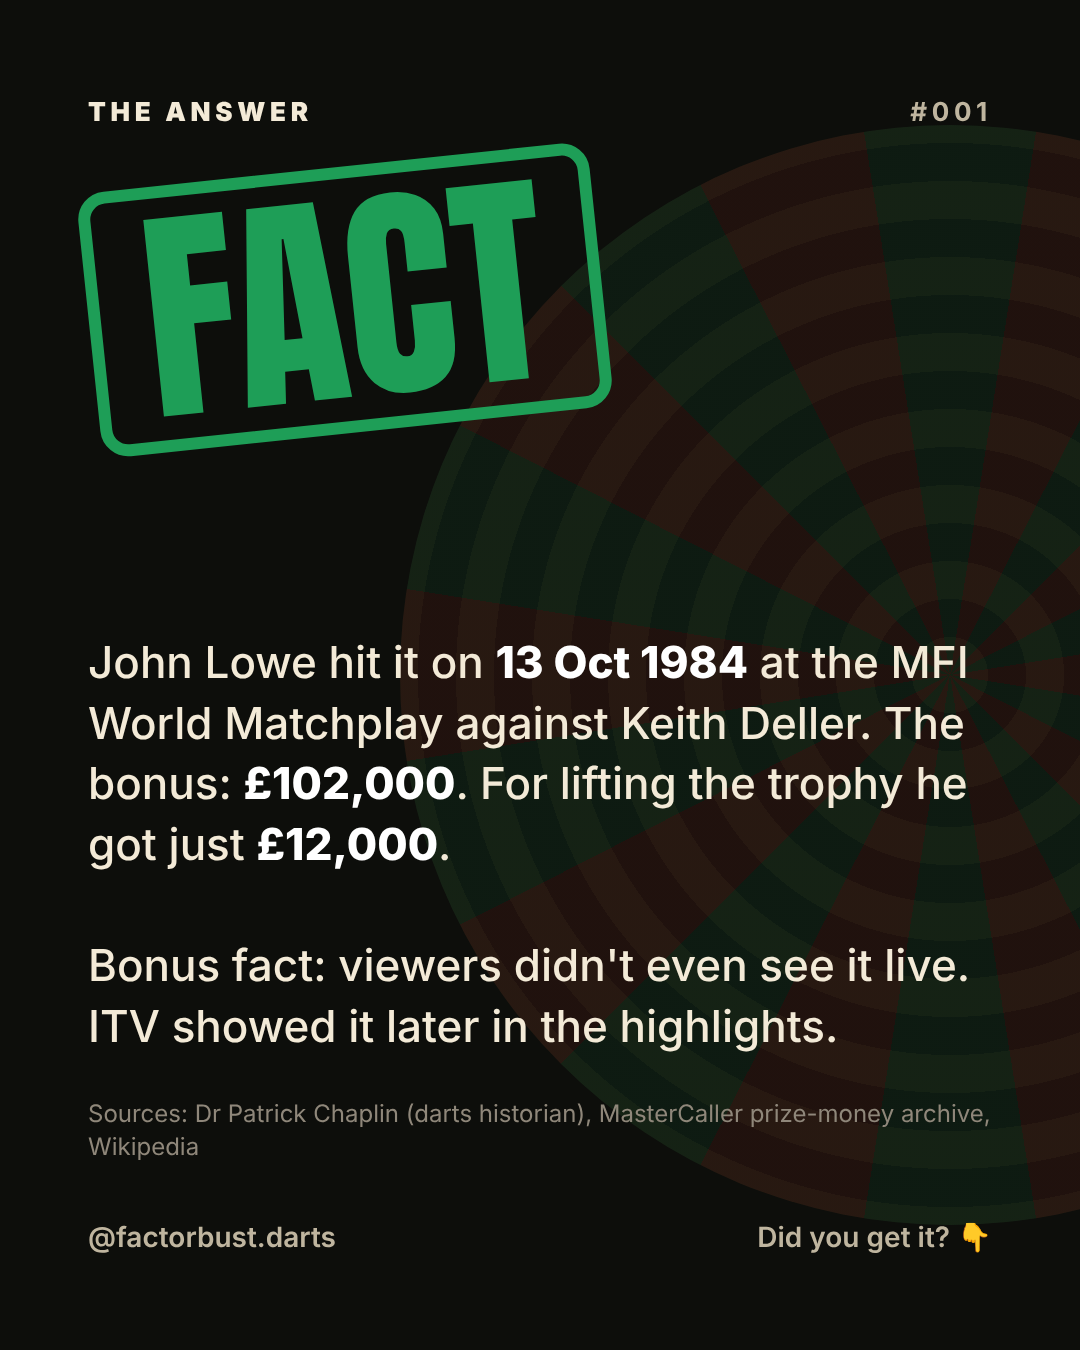 THE ANSWER
#001
FACT
John Lowe hit it on 13 Oct 1984 at the MFI
World Matchplay against Keith Deller. The
bonus: £102,000. For lifting the trophy he
got just £12,000.
Bonus fact: viewers didn't even see it live.
ITV showed it later in the highlights.
Sources: Dr Patrick Chaplin (darts historian), MasterCaller prize-money archive,
Wikipedia
@factorbust.darts
Did you get it? 👇